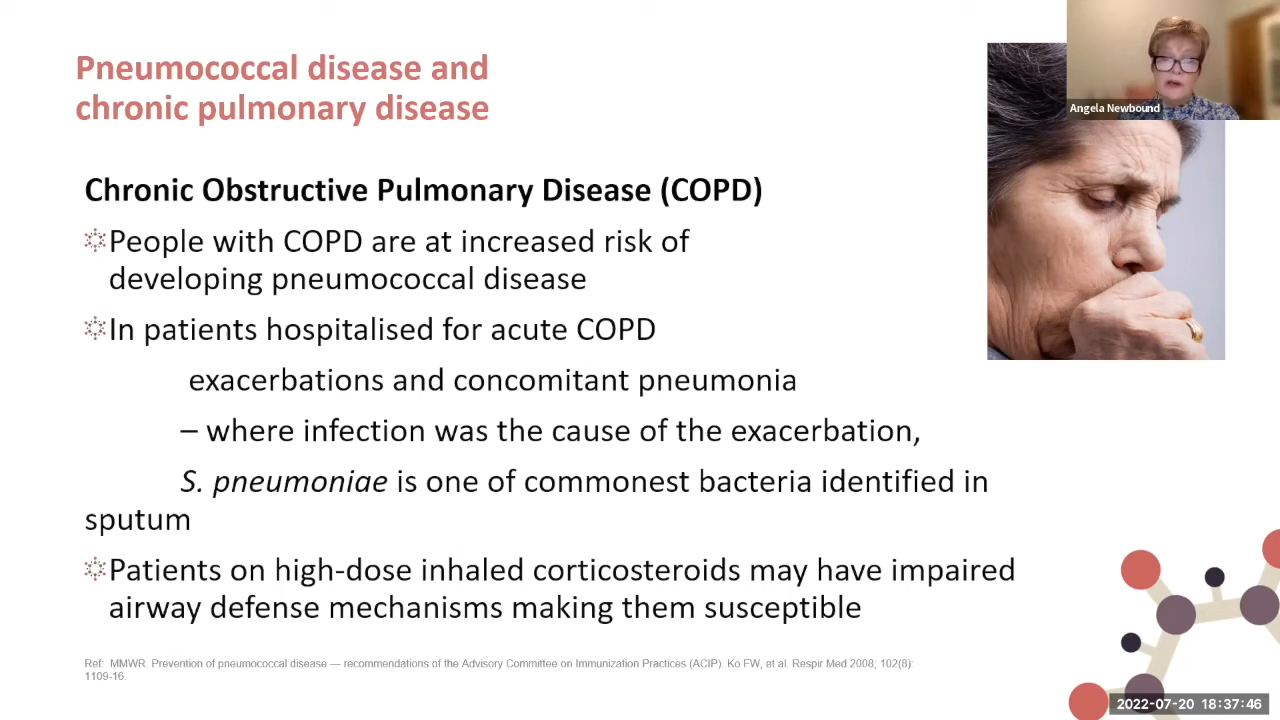 Pneumococcal disease and
chronic pulmonary disease
Angela Newbound
Chronic Obstructive Pulmonary Disease (COPD)
People with COPD are at increased risk of
developing pneumococcal disease
In patients hospitalised for acute COPD
exacerbations and concomitant pneumonia
– where infection was the cause of the exacerbation,
S. pneumoniae is one of commonest bacteria identified in
sputum
Patients on high-dose inhaled corticosteroids may have impaired
airway defense mechanisms making them susceptible
Ref: MMWR. Prevention of pneumococcal disease — recommendations of the Advisory Committee on Immunization Practices (ACIP). Ko FW, et al. Respir Med 2008; 102(8):
1109-16.
2022-07-20 18:37:46